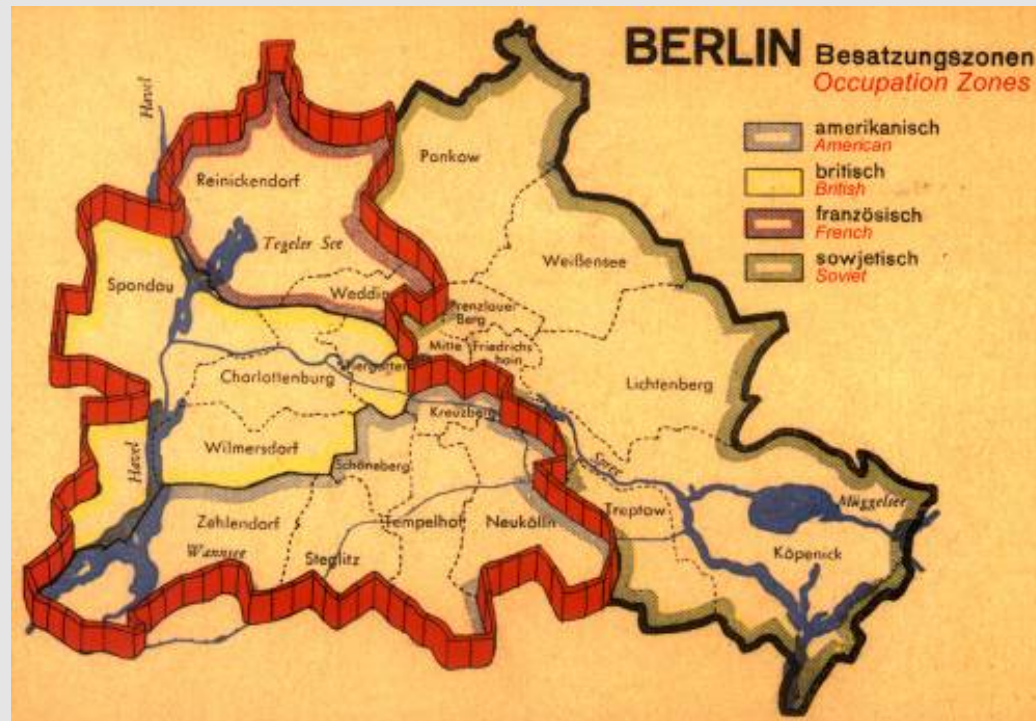 BERLIN Besatzungszonen
Occupation Zones
amerikanisch
American
britisch
British
französisch
French
sowjetisch
Soviet
Havel
Pankow
Reinickendorf
Tegeler See
Weißensee
Spandau
Wedding
Prenzlauer
Berg
Mitte
Friedrichs
hain
Tiergarten
Charlottenburg
Lichtenberg
Kreuzberg
Wilmersdorf
Havel
Schöneberg
Spree
Müggelsee
Zehlendorf
Tempelhof
Neukölln
Treptow
Wannsee
Steglitz
Köpenick